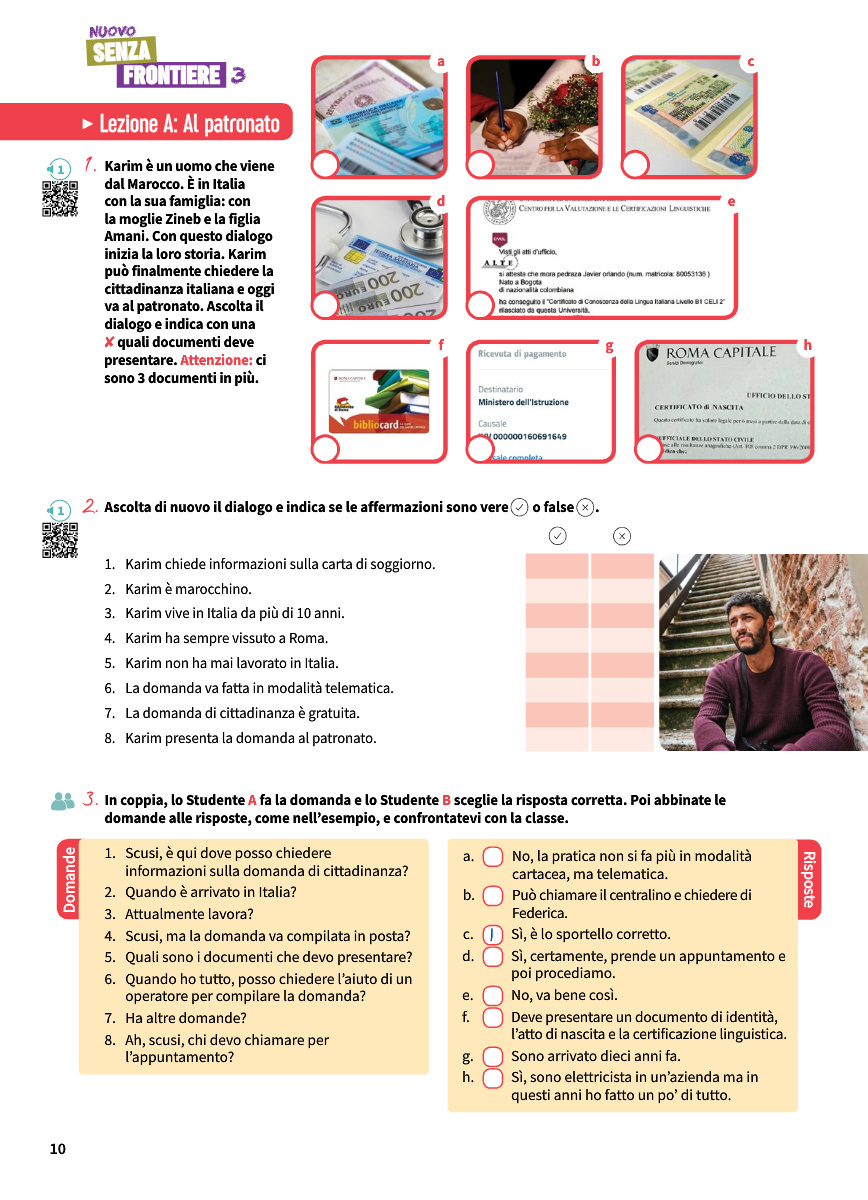 NUOVO
SENZA
FRONTIERE 3
▸ Lezione A: Al patronato
1
1. Karim è un uomo che viene
dal Marocco. È in Italia
con la sua famiglia: con
la moglie Zineb e la figlia
Amani. Con questo dialogo
inizia la loro storia. Karim
può finalmente chiedere la
cittadinanza italiana e oggi
va al patronato. Ascolta il
dialogo e indica con una
✘ quali documenti deve
presentare. Attenzione: ci
sono 3 documenti in più.
a
b
c
d
200 EURO
200
e
CENTRO PER LA VALUTAZIONE E LE CERTIFICAZIONI LINGUISTICHE
ALTE
Visti gli atti d'ufficio,
si attesta che mora pedraza Javier orlando (num. matricola: 80053136 )
Nato a Bogota
di nazionalità colombiana
ha conseguito il "Certificato di Conoscenza della Lingua Italiana Livello B1 CELI 2"
rilasciato da questa Università,
f
bibliocard
g
Ricevuta di pagamento
Destinatario
Ministero dell'Istruzione
Causale
000000160691649
h
ROMA CAPITALE
Servizi Demografici
UFFICIO DELLO ST
CERTIFICATO di NASCITA
UFFICIALE DELLO STATO CIVILE
1
2. Ascolta di nuovo il dialogo e indica se le affermazioni sono vere ✓ o false ✕.
✓ ✕
1. Karim chiede informazioni sulla carta di soggiorno.
2. Karim è marocchino.
3. Karim vive in Italia da più di 10 anni.
4. Karim ha sempre vissuto a Roma.
5. Karim non ha mai lavorato in Italia.
6. La domanda va fatta in modalità telematica.
7. La domanda di cittadinanza è gratuita.
8. Karim presenta la domanda al patronato.
3. In coppia, lo Studente A fa la domanda e lo Studente B sceglie la risposta corretta. Poi abbinate le
domande alle risposte, come nell'esempio, e confrontatevi con la classe.
Domande
1. Scusi, è qui dove posso chiedere
informazioni sulla domanda di cittadinanza?
2. Quando è arrivato in Italia?
3. Attualmente lavora?
4. Scusi, ma la domanda va compilata in posta?
5. Quali sono i documenti che devo presentare?
6. Quando ho tutto, posso chiedere l'aiuto di un
operatore per compilare la domanda?
7. Ha altre domande?
8. Ah, scusi, chi devo chiamare per
l'appuntamento?
Risposte
a. No, la pratica non si fa più in modalità
cartacea, ma telematica.
b. Può chiamare il centralino e chiedere di
Federica.
c. 1 Sì, è lo sportello corretto.
d. Sì, certamente, prende un appuntamento e
poi procediamo.
e. No, va bene così.
f. Deve presentare un documento di identità,
l'atto di nascita e la certificazione linguistica.
g. Sono arrivato dieci anni fa.
h. Sì, sono elettricista in un'azienda ma in
questi anni ho fatto un po' di tutto.
10